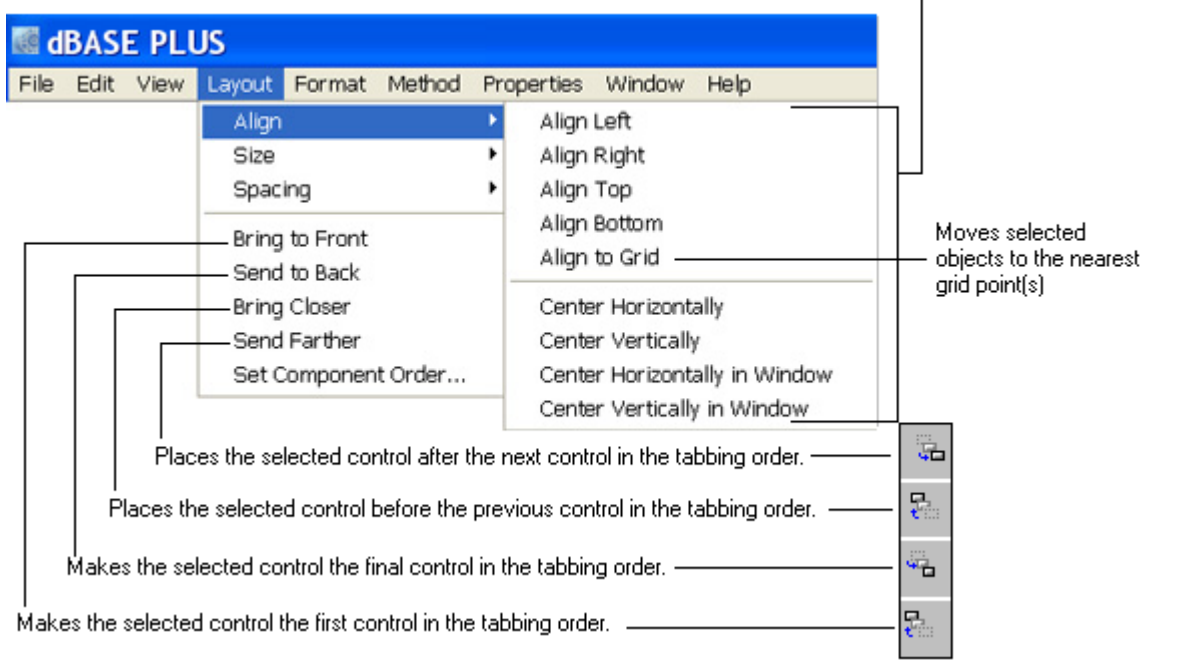 dBASE PLUS
File Edit View Layout Format Method Properties Window Help
Align
Size
Spacing
Bring to Front
Send to Back
Bring Closer
Send Farther
Set Component Order...
Align Left
Align Right
Align Top
Align Bottom
Align to Grid
Center Horizontally
Center Vertically
Center Horizontally in Window
Center Vertically in Window
Moves selected
objects to the nearest
grid point(s)
Places the selected control after the next control in the tabbing order.
Places the selected control before the previous control in the tabbing order.
Makes the selected control the final control in the tabbing order.
Makes the selected control the first control in the tabbing order.